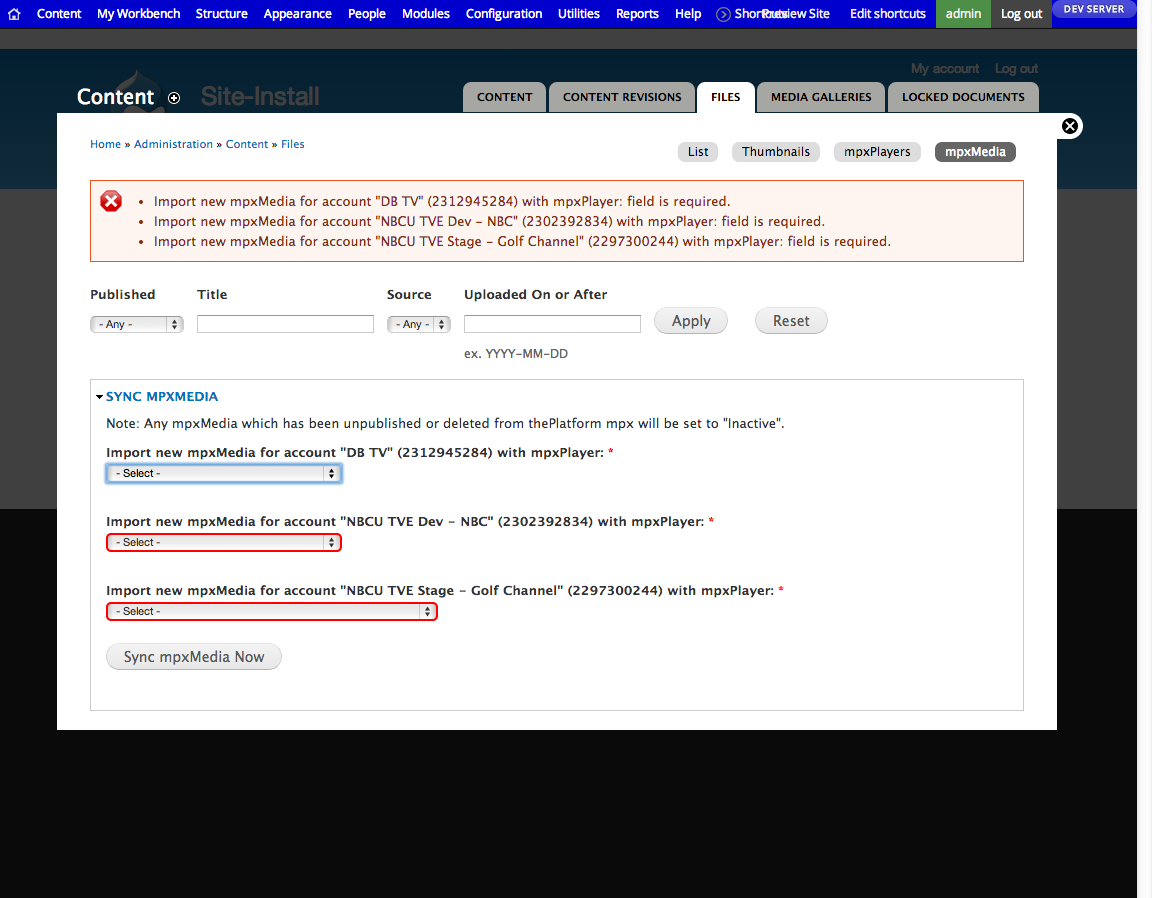 Content My Workbench Structure Appearance People Modules Configuration Utilities Reports Help Shortcuts Preview Site Edit shortcuts admin Log out DEV SERVER
My account Log out
Content Site-Install CONTENT CONTENT REVISIONS FILES MEDIA GALLERIES LOCKED DOCUMENTS
Home » Administration » Content » Files
List Thumbnails mpxPlayers mpxMedia
• Import new mpxMedia for account "DB TV" (2312945284) with mpxPlayer: field is required.
• Import new mpxMedia for account "NBCU TVE Dev - NBC" (2302392834) with mpxPlayer: field is required.
• Import new mpxMedia for account "NBCU TVE Stage - Golf Channel" (2297300244) with mpxPlayer: field is required.
Published Title Source Uploaded On or After
- Any - - Any - Apply Reset
ex. YYYY-MM-DD
SYNC MPXMEDIA
Note: Any mpxMedia which has been unpublished or deleted from thePlatform mpx will be set to "Inactive".
Import new mpxMedia for account "DB TV" (2312945284) with mpxPlayer: *
- Select -
Import new mpxMedia for account "NBCU TVE Dev - NBC" (2302392834) with mpxPlayer: *
- Select -
Import new mpxMedia for account "NBCU TVE Stage - Golf Channel" (2297300244) with mpxPlayer: *
- Select -
Sync mpxMedia Now